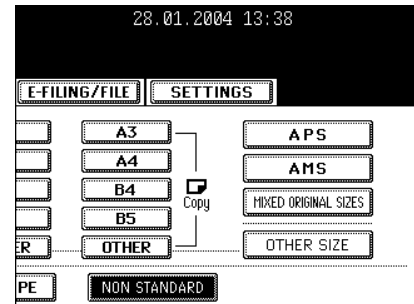 28.01.2004 13:38
E-FILING/FILE SETTINGS
A3 APS
A4 AMS
B4 Copy MIXED ORIGINAL SIZES
B5
ER OTHER OTHER SIZE
PE NON STANDARD